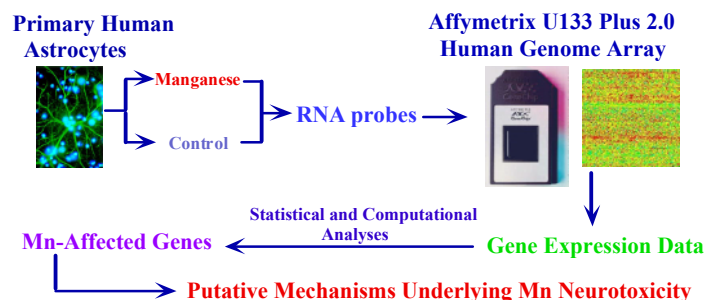 Primary Human
Astrocytes
Affymetrix U133 Plus 2.0
Human Genome Array
Manganese
Control
RNA probes
Statistical and Computational
Analyses
Mn-Affected Genes
Gene Expression Data
Putative Mechanisms Underlying Mn Neurotoxicity